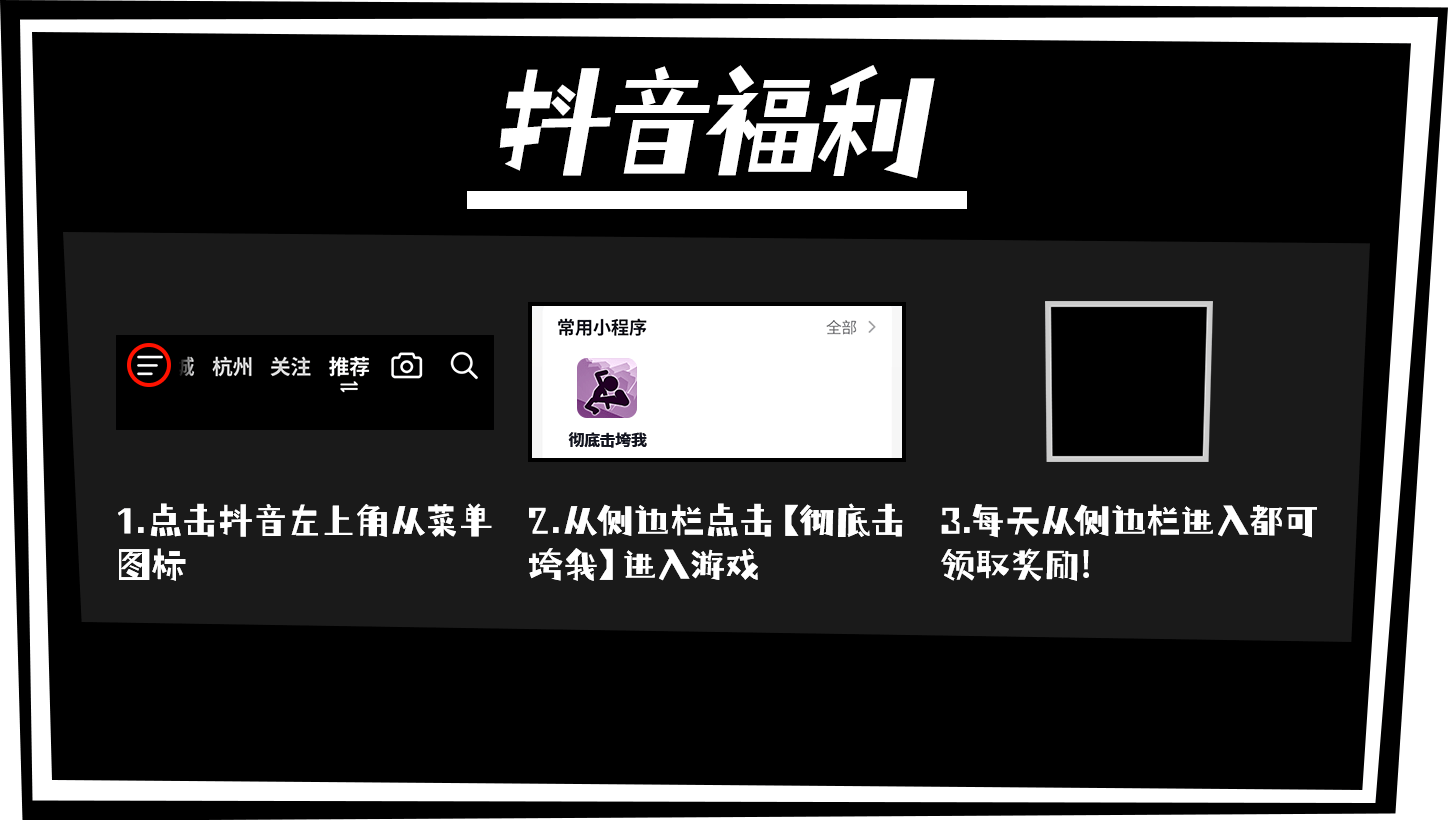 抖音福利
城 杭州 关注 推荐
常用小程序 全部
彻底击垮我
1.点击抖音左上角从菜单
图标
2.从侧边栏点击【彻底击
垮我】进入游戏
3.每天从侧边栏进入都可
领取奖励!